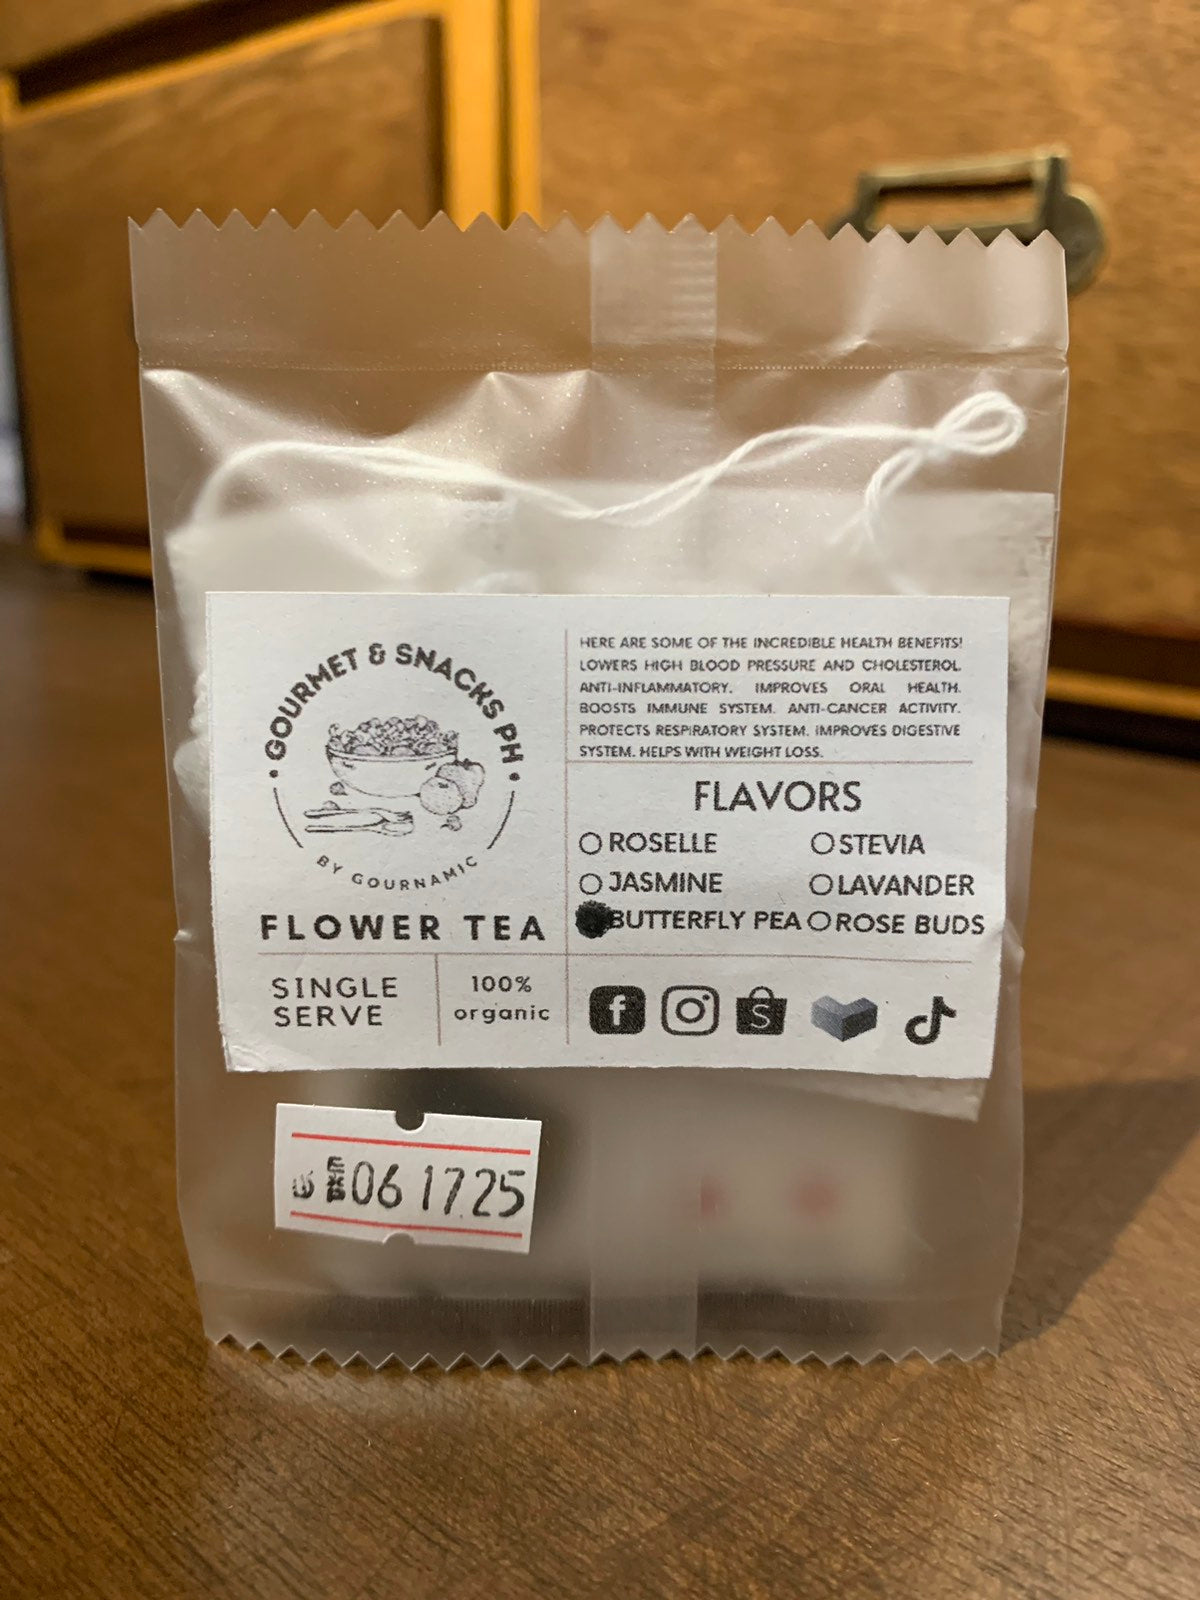 • GOURMET & SNACKS PH •
BY GOURNAMIC
FLOWER TEA
SINGLE
SERVE
100%
organic
HERE ARE SOME OF THE INCREDIBLE HEALTH BENEFITS!
LOWERS HIGH BLOOD PRESSURE AND CHOLESTEROL.
ANTI-INFLAMMATORY. IMPROVES ORAL HEALTH.
BOOSTS IMMUNE SYSTEM. ANTI-CANCER ACTIVITY.
PROTECTS RESPIRATORY SYSTEM. IMPROVES DIGESTIVE
SYSTEM. HELPS WITH WEIGHT LOSS.
FLAVORS
ROSELLE
STEVIA
JASMINE
LAVANDER
BUTTERFLY PEA
ROSE BUDS
EXP 06 17.25